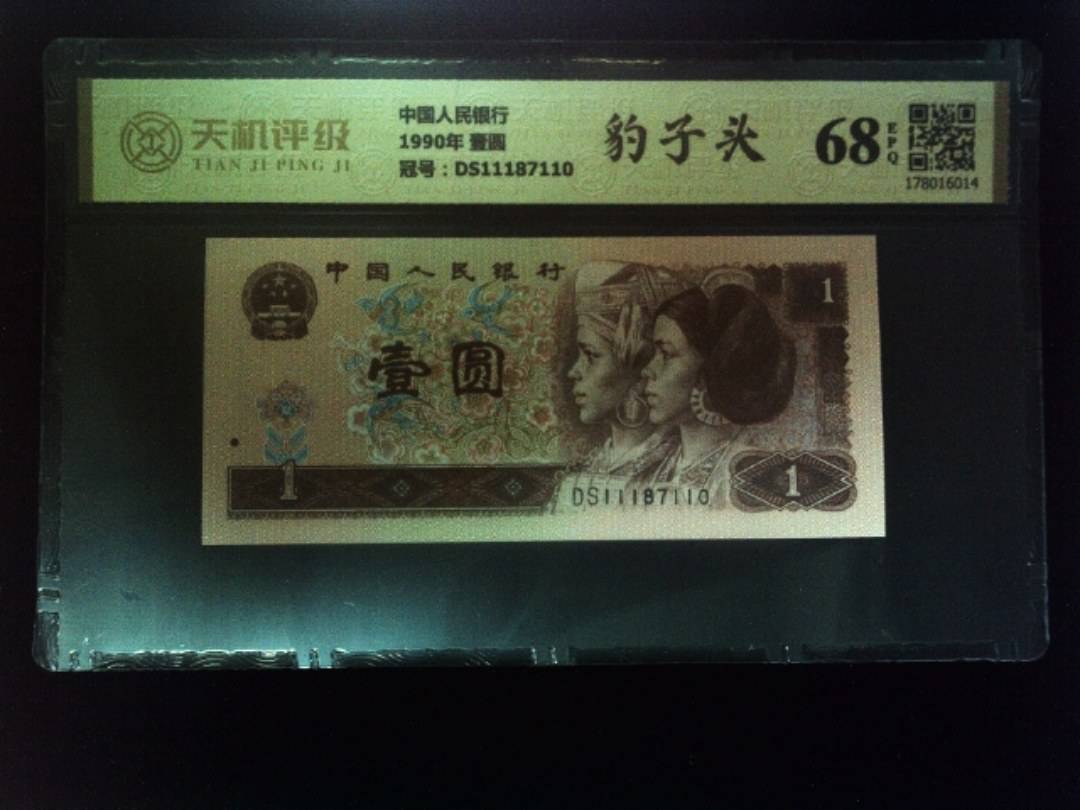 天机评级
TIAN JI PING JI
中国人民银行
1990年 壹圆
冠号：DS11187110
豹子头
68
EPQ
178016014
中国人民银行
1
壹圆
1
DS11187110
1